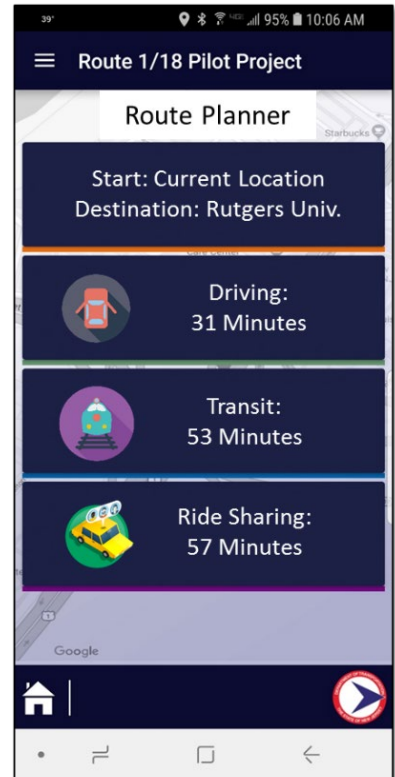 39°
95% 10:06 AM
Route 1/18 Pilot Project
Route Planner
Starbucks
Start: Current Location
Destination: Rutgers Univ.
Driving:
31 Minutes
Transit:
53 Minutes
Ride Sharing:
57 Minutes
1
Google